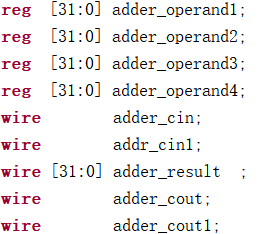 reg [31:0] adder_operand1;
reg [31:0] adder_operand2;
reg [31:0] adder_operand3;
reg [31:0] adder_operand4;
wire adder_cin;
wire addr_cin1;
wire [31:0] adder_result ;
wire adder_cout;
wire adder_cout1;